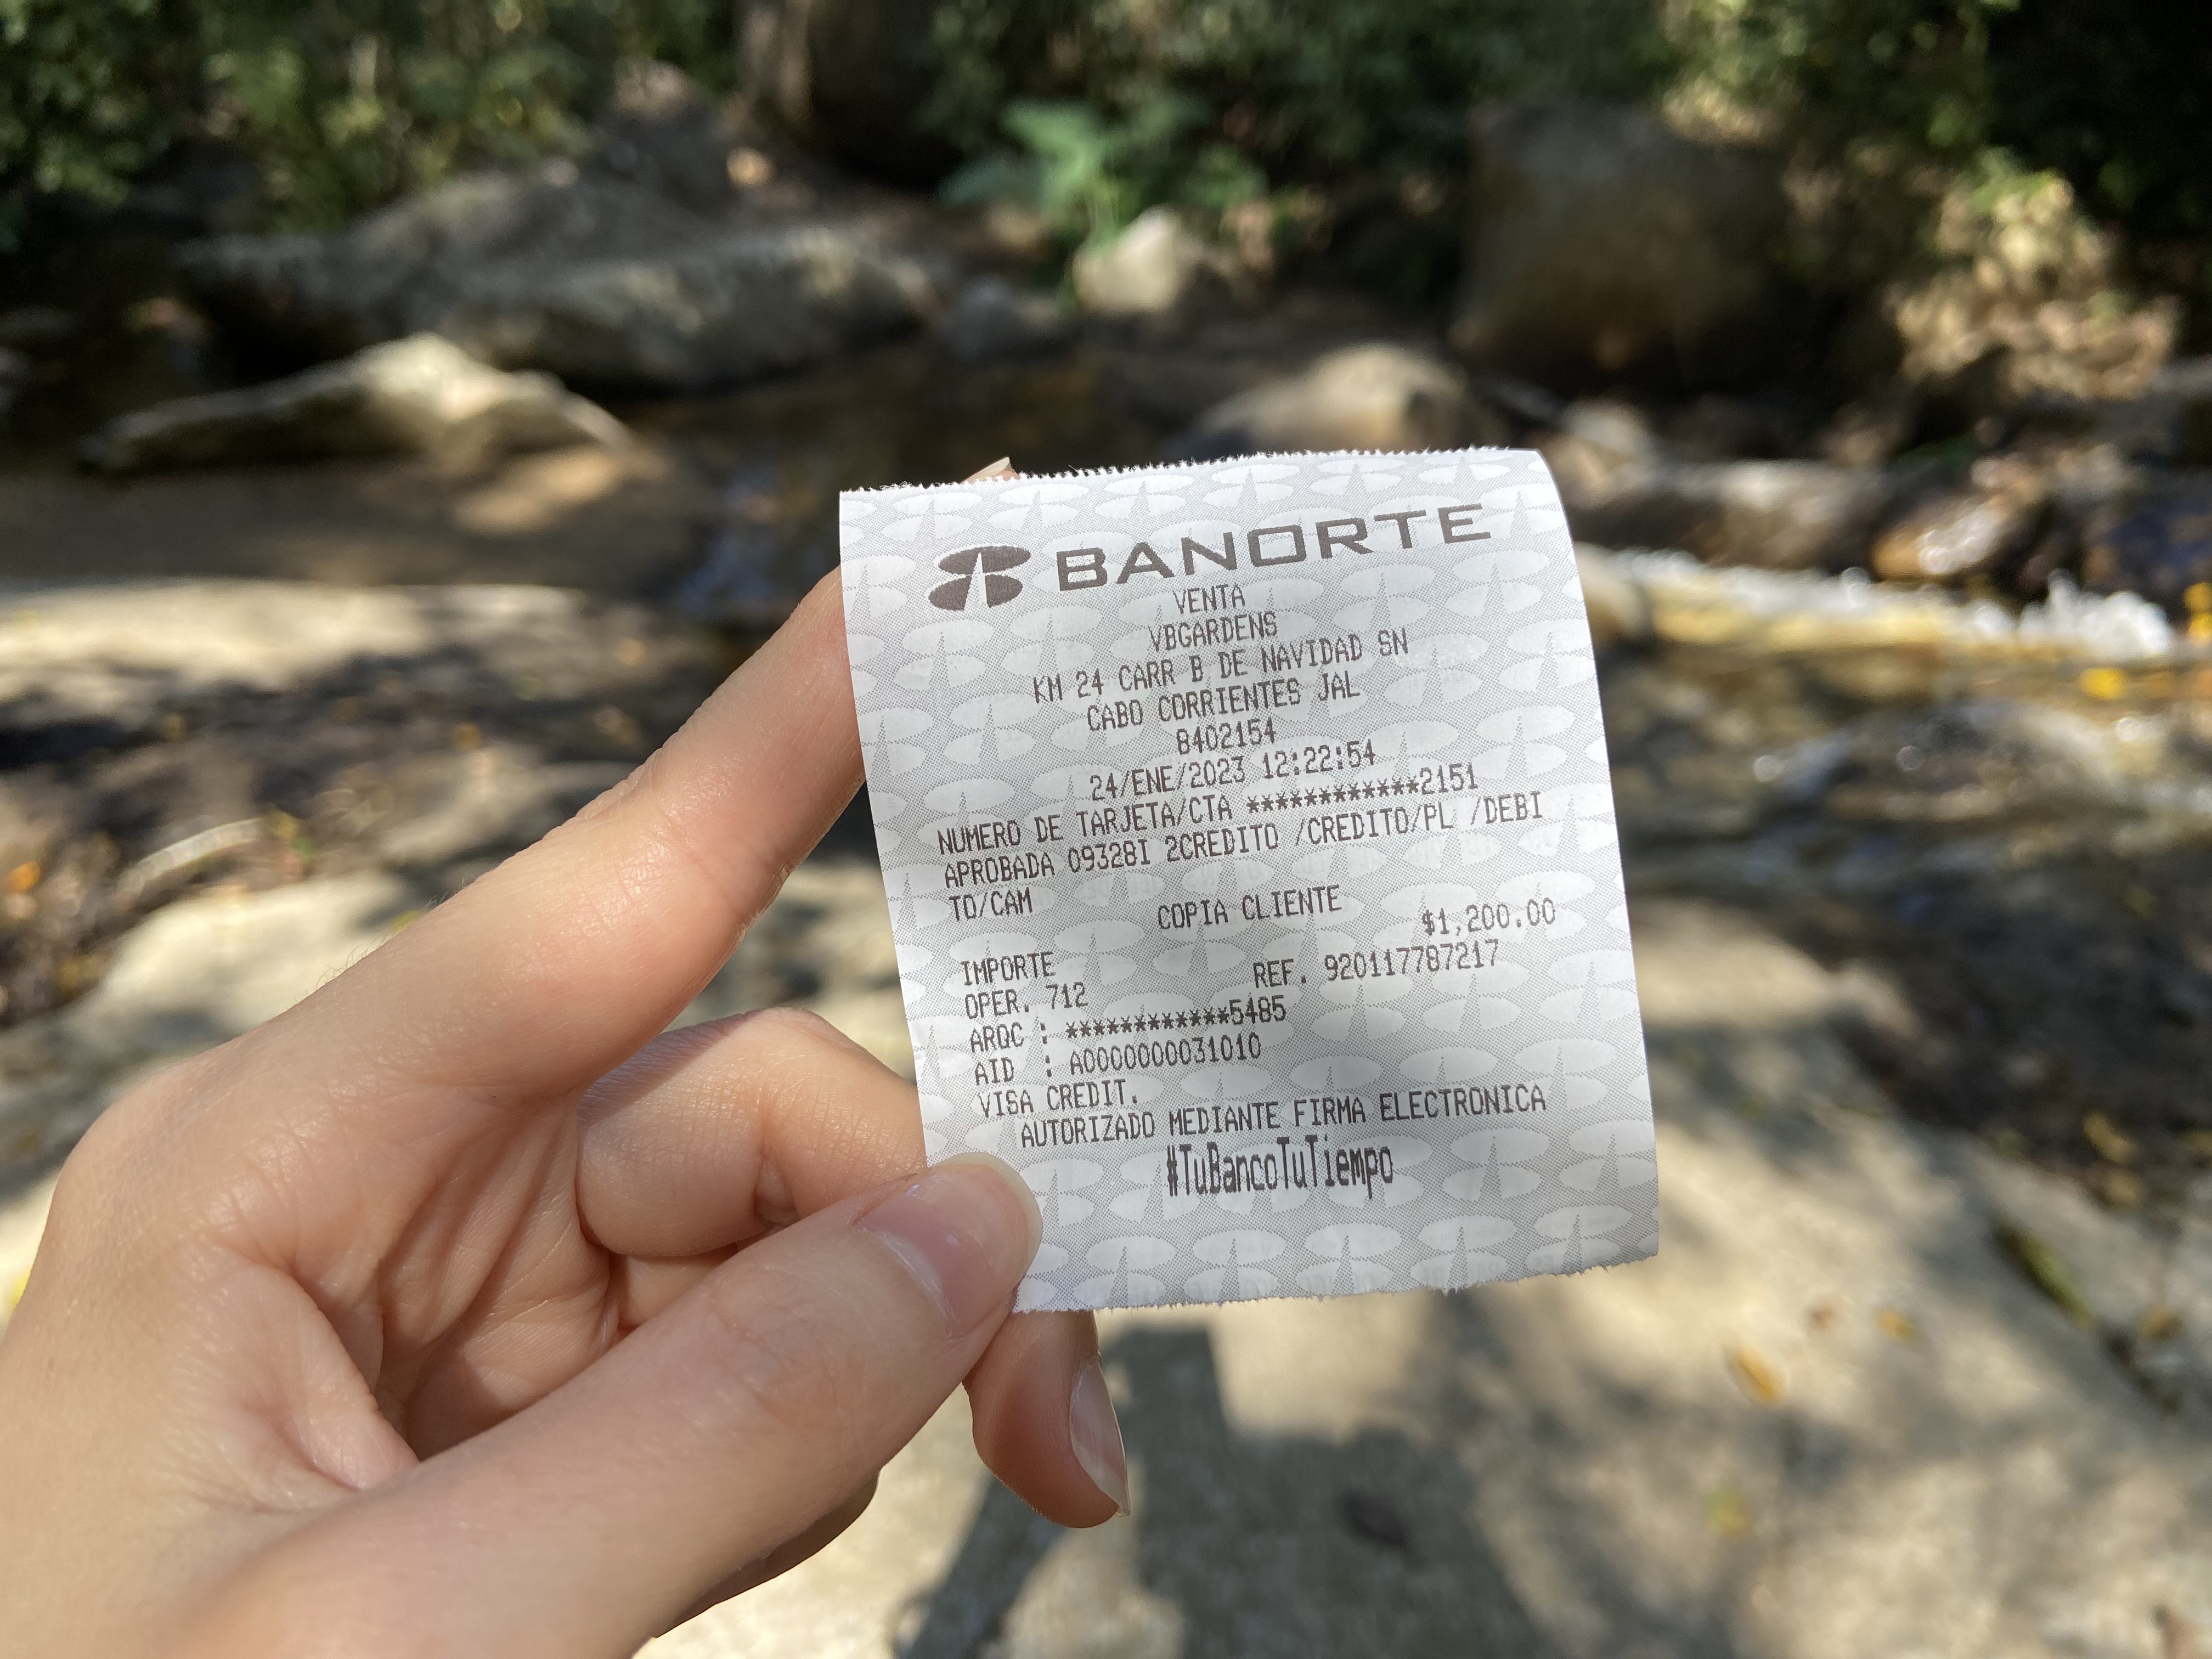 BANORTE
VENTA
VBGARDENS
KM 24 CARR B DE NAVIDAD SN
CABO CORRIENTES JAL
8402154
24/ENE/2023 12:22:54
NUMERO DE TARJETA/CTA ************2151
APROBADA 09328I 2CREDITO /CREDITO/PL /DEBI
TO/CAM
COPIA CLIENTE
IMPORTE $1,200.00
OPER. 712 REF. 920117787217
ARQC : ************5485
AID : A0000000031010
VISA CREDIT.
AUTORIZADO MEDIANTE FIRMA ELECTRONICA
#TuBancoTuTiempo